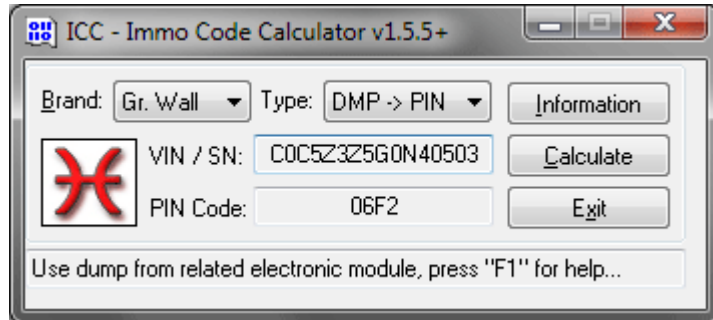 ICC - Immo Code Calculator v1.5.5+
Brand: Gr. Wall Type: DMP -> PIN Information
VIN / SN: C0C5Z3Z5G0N40503 Calculate
PIN Code: 06F2 Exit
Use dump from related electronic module, press "F1" for help...